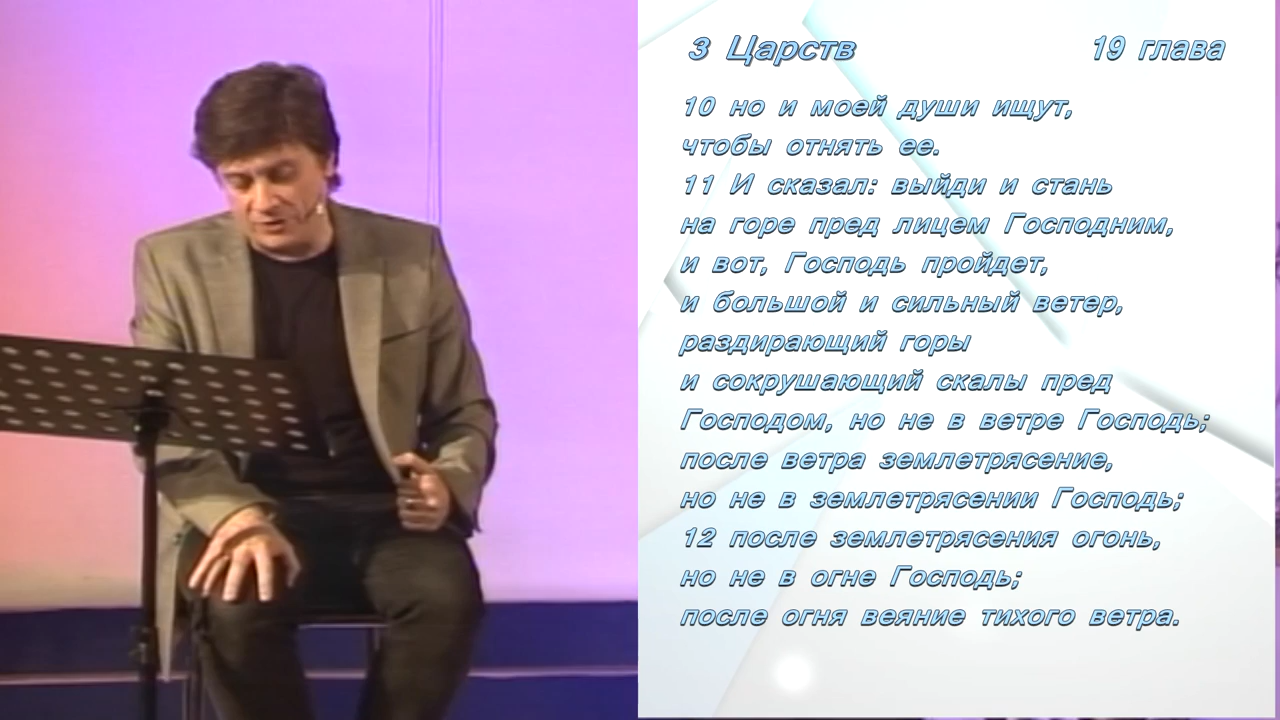 3 Царств 19 глава
10 но и моей души ищут,
чтобы отнять ее.
11 И сказал: выйди и стань
на горе пред лицем Господним,
и вот, Господь пройдет,
и большой и сильный ветер,
раздирающий горы
и сокрушающий скалы пред
Господом, но не в ветре Господь;
после ветра землетрясение,
но не в землетрясении Господь;
12 после землетрясения огонь,
но не в огне Господь;
после огня веяние тихого ветра.